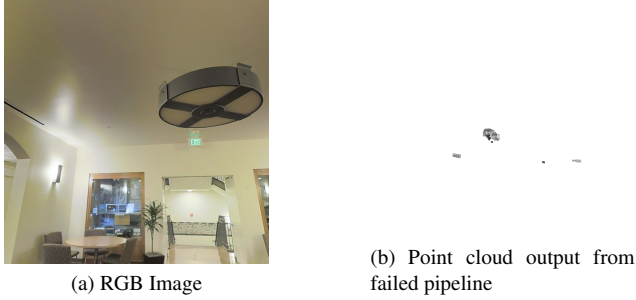 EXIT
(a) RGB Image
(b) Point cloud output from
failed pipeline